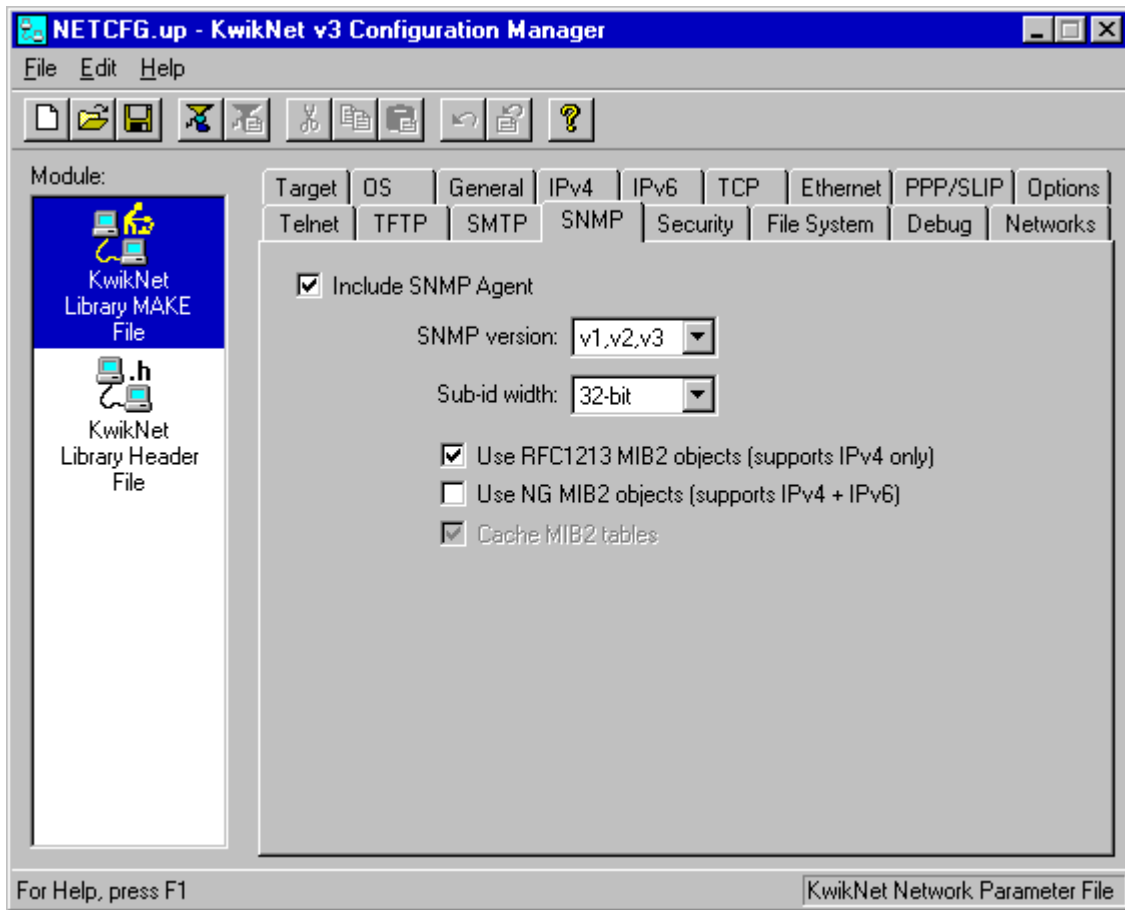 NETCFG.up - KwikNet v3 Configuration Manager
File Edit Help
Module:
KwikNet
Library MAKE
File
.h
KwikNet
Library Header
File
Target OS General IPv4 IPv6 TCP Ethernet PPP/SLIP Options
Telnet TFTP SMTP SNMP Security File System Debug Networks
Include SNMP Agent
SNMP version: v1,v2,v3
Sub-id width: 32-bit
Use RFC1213 MIB2 objects (supports IPv4 only)
Use NG MIB2 objects (supports IPv4 + IPv6)
Cache MIB2 tables
For Help, press F1
KwikNet Network Parameter File